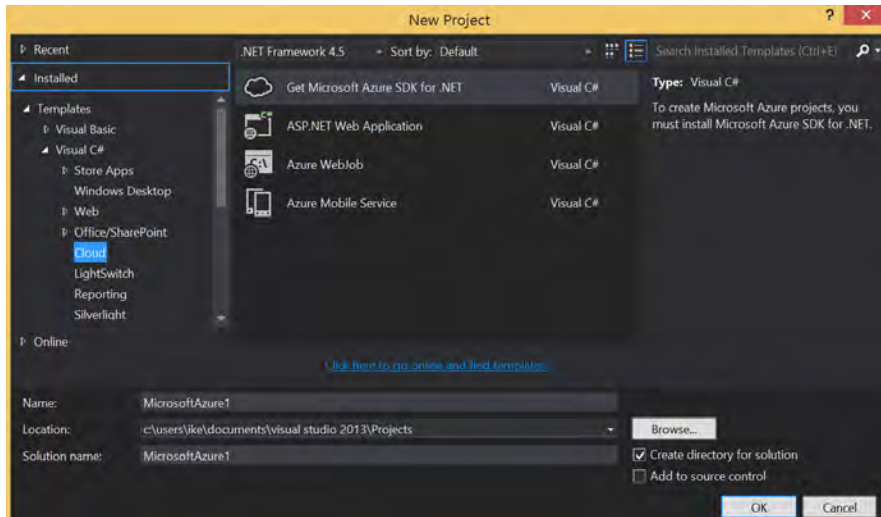 New Project
? ×
Recent
.NET Framework 4.5
Sort by: Default
Search Installed Templates (Ctrl+E)
Installed
Templates
Visual Basic
Visual C#
Store Apps
Windows Desktop
Web
Office/SharePoint
Cloud
LightSwitch
Reporting
Silverlight
Online
Get Microsoft Azure SDK for .NET Visual C#
ASP.NET Web Application Visual C#
Azure WebJob Visual C#
Azure Mobile Service Visual C#
Type: Visual C#
To create Microsoft Azure projects, you
must install Microsoft Azure SDK for .NET.
Click here to go online and find templates.
Name: MicrosoftAzure1
Location: c:\users\ike\documents\visual studio 2013\Projects
Browse...
Solution name: MicrosoftAzure1
Create directory for solution
Add to source control
OK Cancel